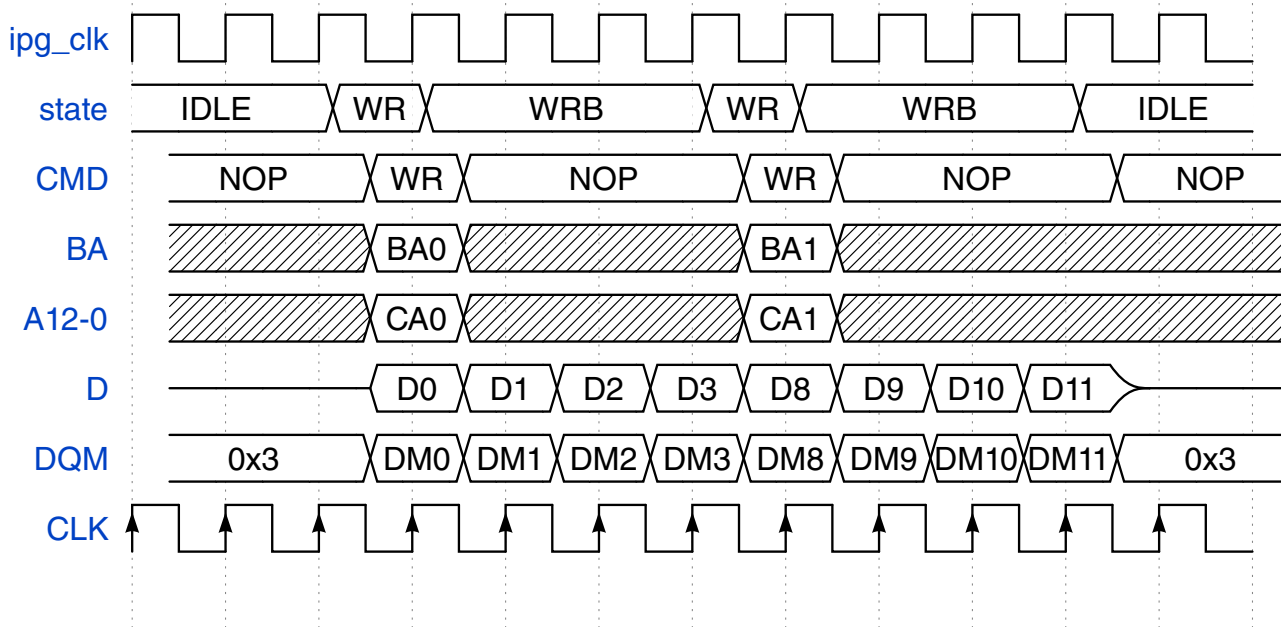 ipg_clk
state IDLE WR WRB WR WRB IDLE
CMD NOP WR NOP WR NOP NOP
BA BA0 BA1
A12-0 CA0 CA1
D D0 D1 D2 D3 D8 D9 D10 D11
DQM 0x3 DM0 DM1 DM2 DM3 DM8 DM9 DM10 DM11 0x3
CLK